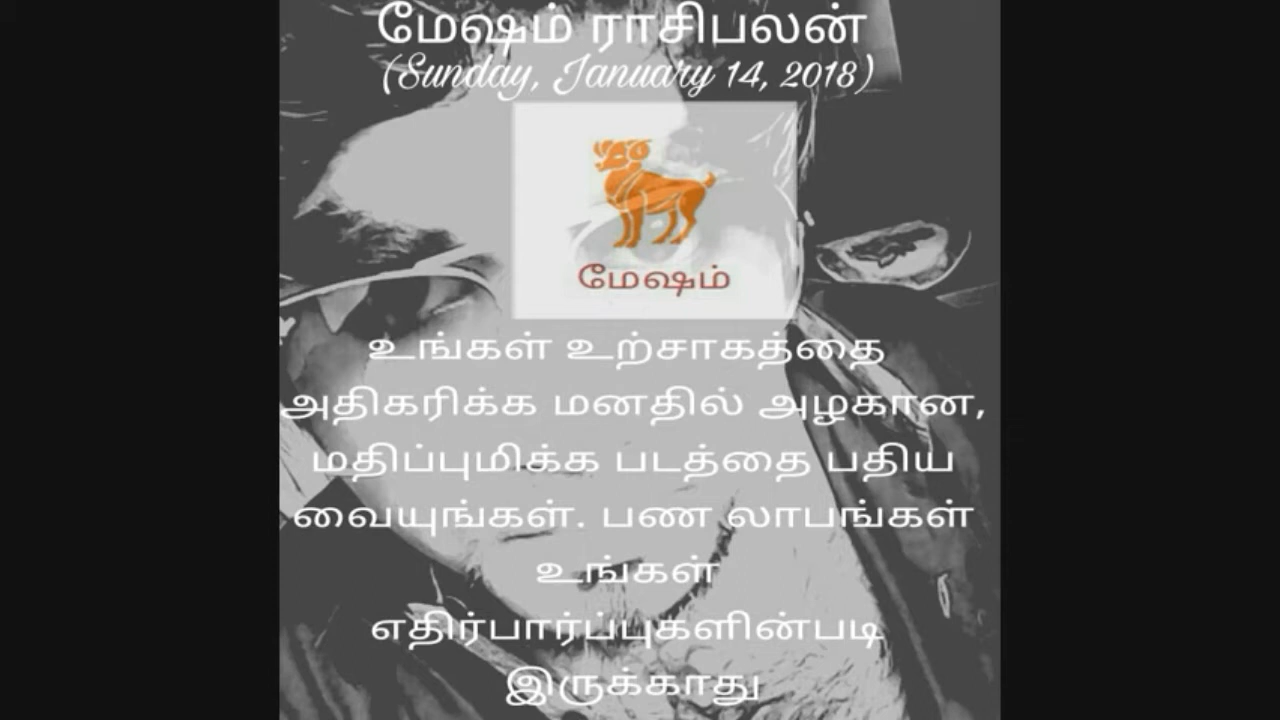 மேஷம் ராசிபலன்
(Sunday, January 14, 2018)
மேஷம்
உங்கள் உற்சாகத்தை
அதிகரிக்க மனதில் அழகான,
மதிப்புமிக்க படத்தை பதிய
வையுங்கள். பண லாபங்கள்
உங்கள்
எதிர்பார்ப்புகளின்படி
இருக்காது